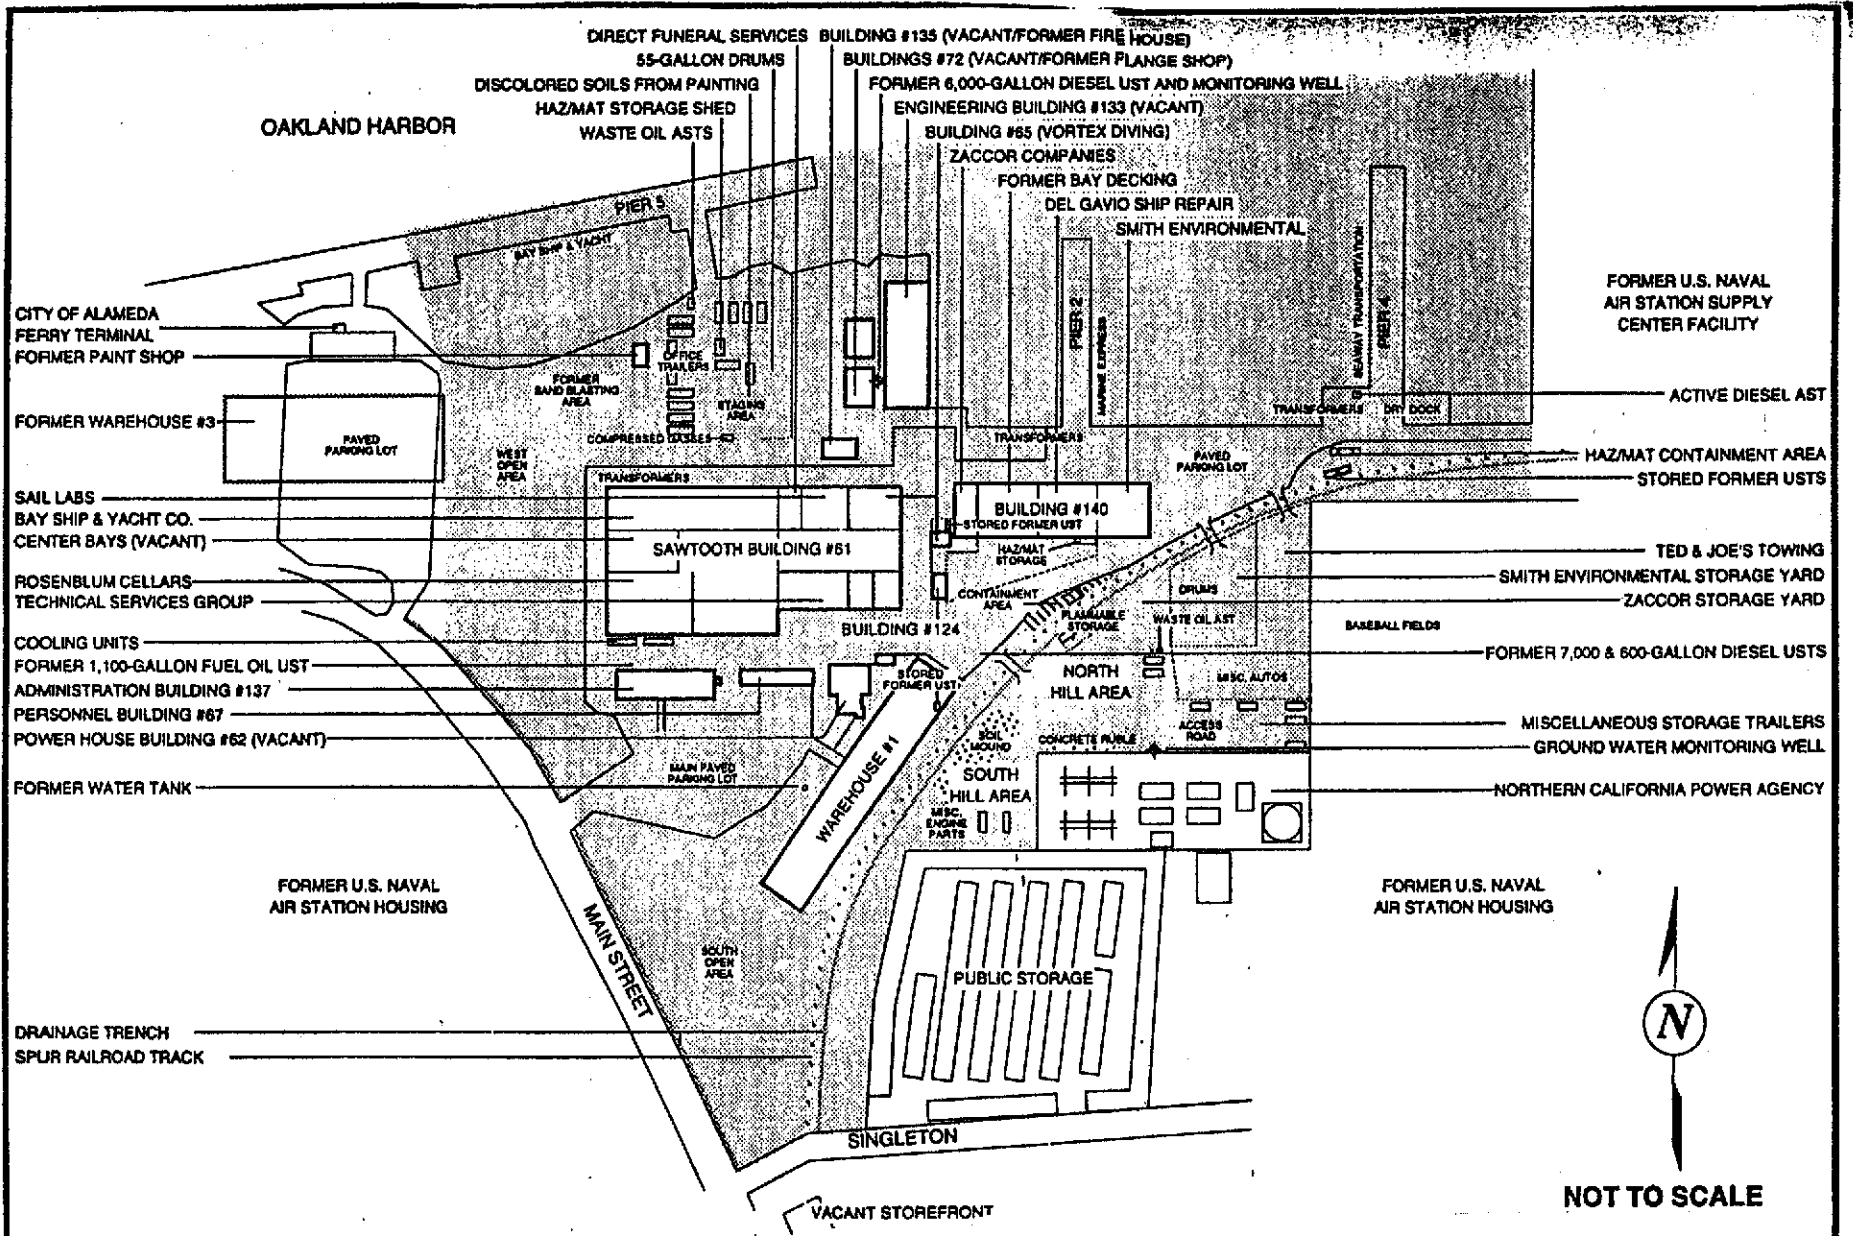 DIRECT FUNERAL SERVICES
BUILDING #135 (VACANT/FORMER FIRE HOUSE)
55-GALLON DRUMS
BUILDINGS #72 (VACANT/FORMER FLANGE SHOP)
DISCOLORED SOILS FROM PAINTING
FORMER 6,000-GALLON DIESEL UST AND MONITORING WELL
HAZ/MAT STORAGE SHED
ENGINEERING BUILDING #133 (VACANT)
WASTE OIL ASTS
BUILDING #65 (VORTEX DIVING)
ZACCOR COMPANIES
FORMER BAY DECKING
DEL GAVIO SHIP REPAIR
SMITH ENVIRONMENTAL
OAKLAND HARBOR
PIER 5
BAY SHIP & YACHT
PIER 2
MARINE EXPRESS
SEAWAY TRANSPORTATION
PIER 4
FORMER U.S. NAVAL
AIR STATION SUPPLY
CENTER FACILITY
CITY OF ALAMEDA
FERRY TERMINAL
FORMER PAINT SHOP
FORMER WAREHOUSE #3
PAVED
PARKING LOT
FORMER
SAND BLASTING
AREA
OFFICE
TRAILERS
STAGING
AREA
COMPRESSED GASSES
WEST
OPEN
AREA
TRANSFORMERS
TRANSFORMERS
TRANSFORMERS
DRY DOCK
PAVED
PARKING LOT
ACTIVE DIESEL AST
HAZ/MAT CONTAINMENT AREA
STORED FORMER USTS
SAIL LABS
BAY SHIP & YACHT CO.
CENTER BAYS (VACANT)
ROSENBLUM CELLARS
TECHNICAL SERVICES GROUP
SAWTOOTH BUILDING #61
BUILDING #140
STORED FORMER UST
HAZ/MAT
STORAGE
CONTAINMENT
AREA
FLAMMABLE
STORAGE
DRUMS
WASTE OIL AST
TED & JOE'S TOWING
SMITH ENVIRONMENTAL STORAGE YARD
ZACCOR STORAGE YARD
BASEBALL FIELDS
BUILDING #124
COOLING UNITS
FORMER 1,100-GALLON FUEL OIL UST
ADMINISTRATION BUILDING #137
PERSONNEL BUILDING #67
POWER HOUSE BUILDING #62 (VACANT)
FORMER WATER TANK
STORED
FORMER UST
NORTH
HILL AREA
MISC. AUTOS
FORMER 7,000 & 600-GALLON DIESEL USTS
MISCELLANEOUS STORAGE TRAILERS
GROUND WATER MONITORING WELL
NORTHERN CALIFORNIA POWER AGENCY
ACCESS
ROAD
SOIL
MOUND
CONCRETE RUBLE
MAIN PAVED
PARKING LOT
WAREHOUSE #1
SOUTH
HILL AREA
MISC.
ENGINE
PARTS
FORMER U.S. NAVAL
AIR STATION HOUSING
FORMER U.S. NAVAL
AIR STATION HOUSING
MAIN STREET
SOUTH
OPEN
AREA
PUBLIC STORAGE
DRAINAGE TRENCH
SPUR RAILROAD TRACK
SINGLETON
VACANT STOREFRONT
N
NOT TO SCALE